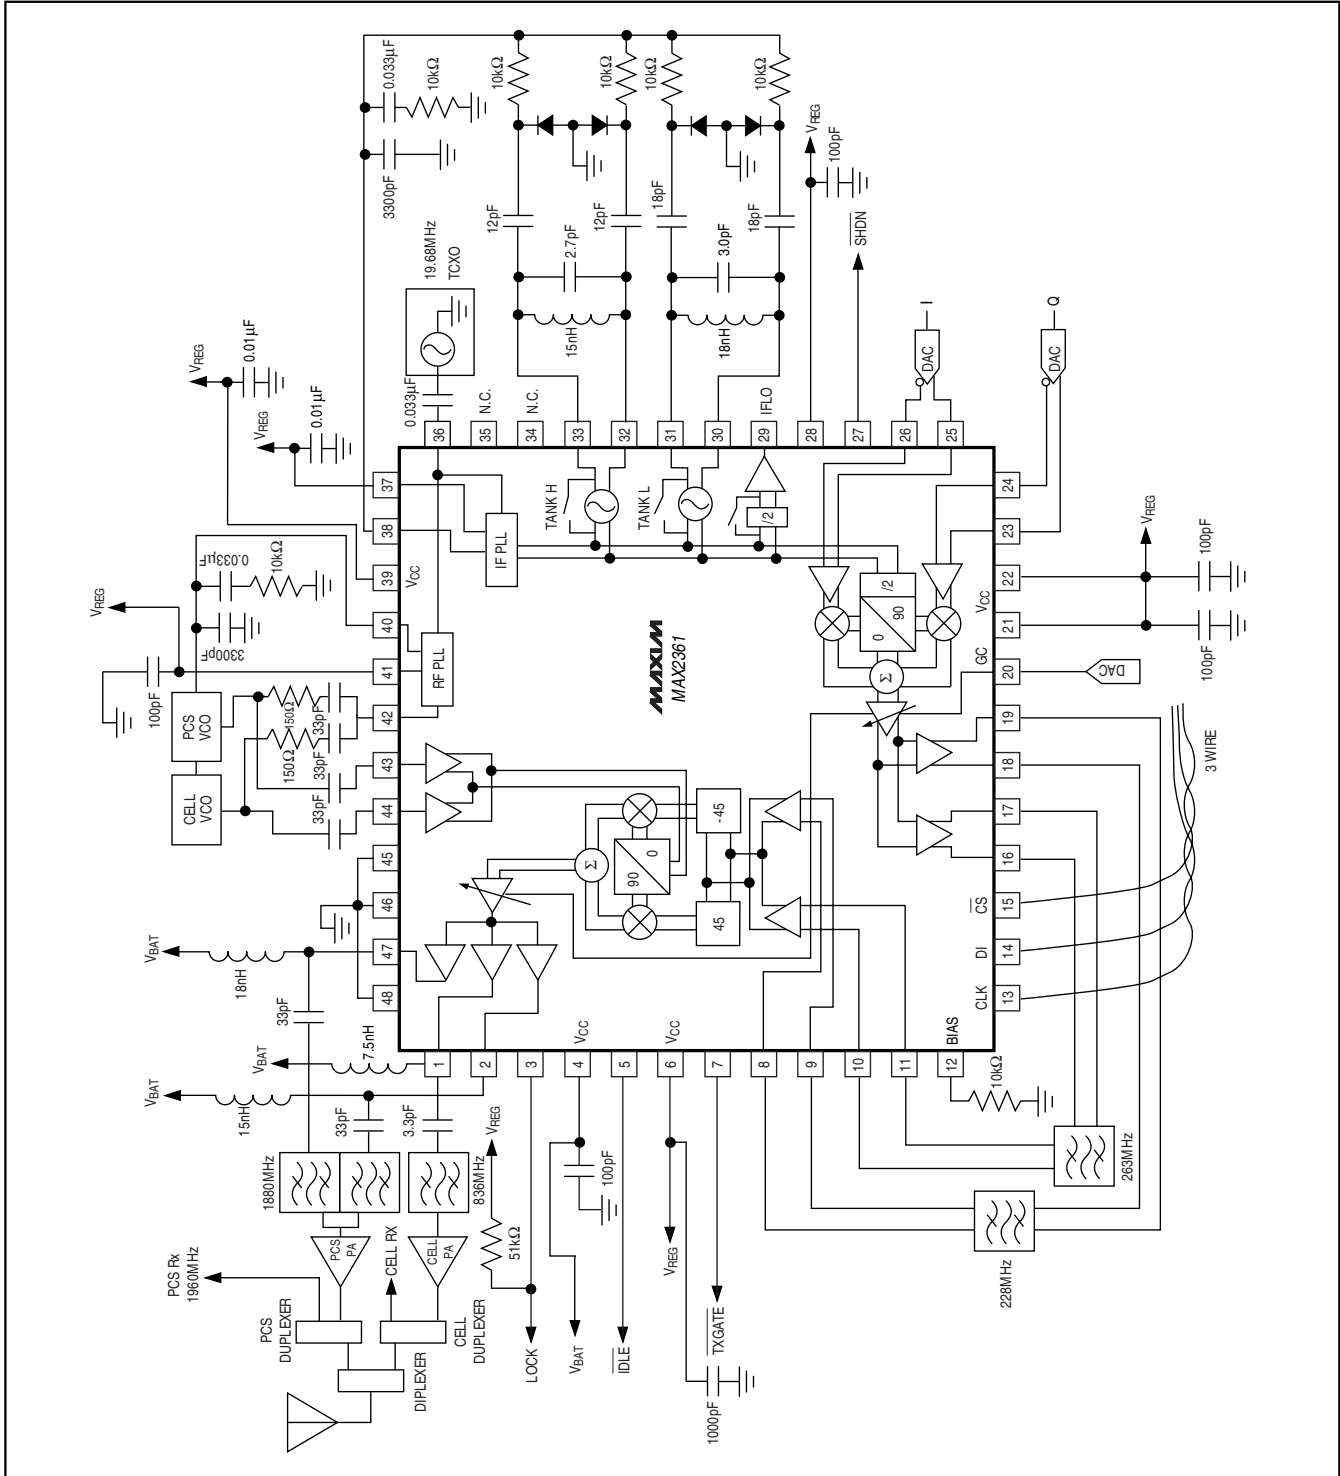 PCS Rx
1960MHz
PCS
DUPLEXER
DIPLEXER
CELL RX
CELL
DUPLEXER
PCS
PA
CELL
PA
1880MHz
836MHz
VBAT
18nH
33pF
VBAT
7.5nH
VBAT
15nH
33pF
3.3pF
VREG
51kΩ
LOCK
100pF
VBAT
IDLE
VREG
1000pF
TXGATE
228MHz
263MHz
10kΩ
BIAS
1
2
3
4
5
6
7
8
9
10
11
12
VCC
VCC
48
47
46
45
44
43
42
41
40
39
38
37
CELL
VCO
PCS
VCO
33pF
33pF
150Ω
33pF
150Ω
33pF
100pF
VREG
3300pF
0.033µF
10kΩ
VREG
0.01µF
VREG
0.01µF
VCC
RF PLL
IF PLL
MAXIM
MAX2361
Σ
90
0
45
-45
TANK H
TANK L
/2
/2
0
90
Σ
GC
VCC
CLK
DI
CS
13
14
15
16
17
18
19
20
21
22
23
24
3 WIRE
DAC
100pF
100pF
VREG
DAC
Q
DAC
I
36
35
34
33
32
31
30
29
28
27
26
25
0.033µF
19.68MHz
TCXO
N.C.
N.C.
IFLO
SHDN
VREG
100pF
15nH
2.7pF
12pF
12pF
18nH
3.0pF
18pF
18pF
10kΩ
10kΩ
10kΩ
10kΩ
3300pF
0.033µF
10kΩ